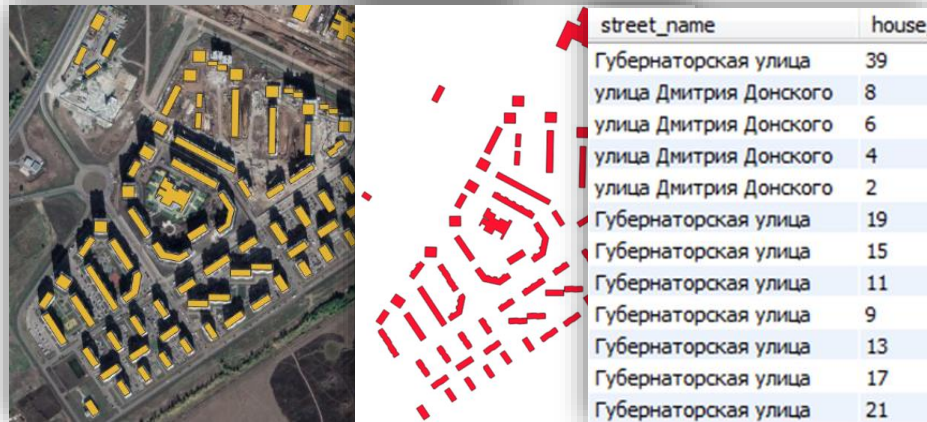 street_name house
Губернаторская улица 39
улица Дмитрия Донского 8
улица Дмитрия Донского 6
улица Дмитрия Донского 4
улица Дмитрия Донского 2
Губернаторская улица 19
Губернаторская улица 15
Губернаторская улица 11
Губернаторская улица 9
Губернаторская улица 13
Губернаторская улица 17
Губернаторская улица 21